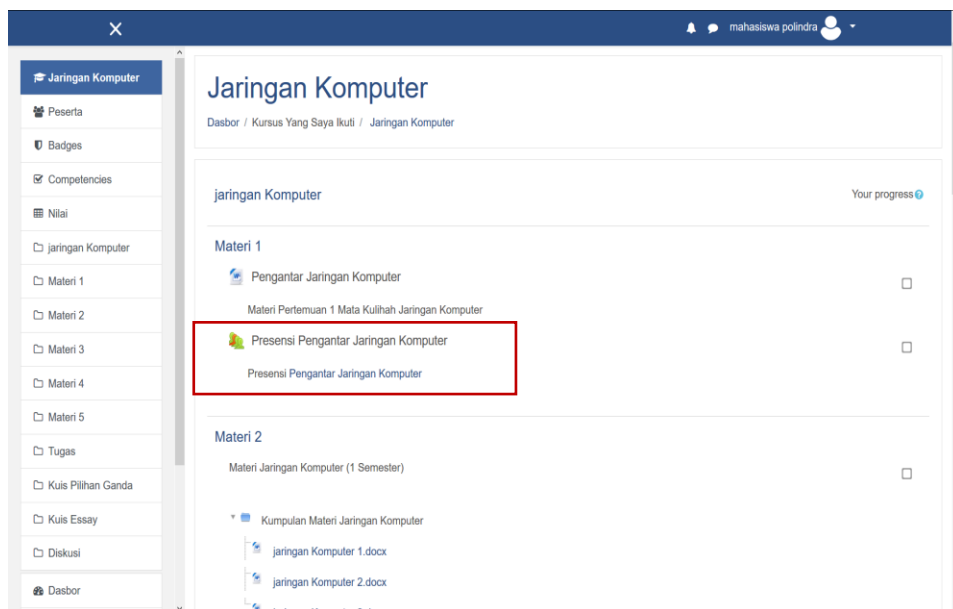 mahasiswa polindra
Jaringan Komputer
Peserta
Badges
Competencies
Nilai
jaringan Komputer
Materi 1
Materi 2
Materi 3
Materi 4
Materi 5
Tugas
Kuis Pilihan Ganda
Kuis Essay
Diskusi
Dasbor
Jaringan Komputer
Dasbor / Kursus Yang Saya Ikuti / Jaringan Komputer
jaringan Komputer
Your progress
Materi 1
Pengantar Jaringan Komputer
Materi Pertemuan 1 Mata Kulihah Jaringan Komputer
Presensi Pengantar Jaringan Komputer
Presensi Pengantar Jaringan Komputer
Materi 2
Materi Jaringan Komputer (1 Semester)
Kumpulan Materi Jaringan Komputer
jaringan Komputer 1.docx
jaringan Komputer 2.docx